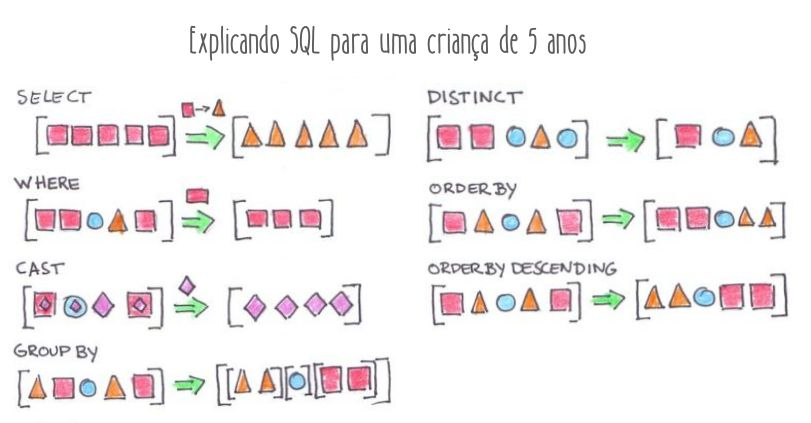 Explicando SQL para uma criança de 5 anos
SELECT
WHERE
CAST
GROUP BY
DISTINCT
ORDER BY
ORDER BY DESCENDING